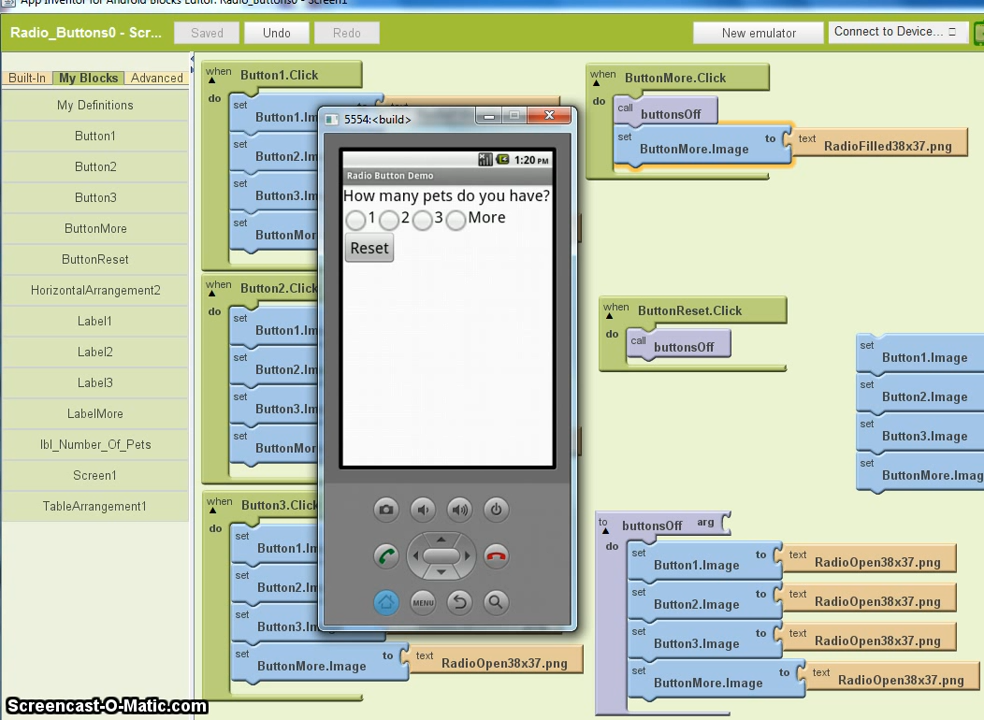 App Inventor for Android Blocks Editor: Radio_Buttons0 - Screen1
Radio_Buttons0 - Scr...
Saved
Undo
Redo
New emulator
Connect to Device...
Built-In
My Blocks
Advanced
My Definitions
Button1
Button2
Button3
ButtonMore
ButtonReset
HorizontalArrangement2
Label1
Label2
Label3
LabelMore
lbl_Number_Of_Pets
Screen1
TableArrangement1
when Button1.Click
do
set Button1.Im
set Button2.I
set Button3.I
set ButtonMor
when Button2.Click
do
set Button1.I
set Button2.Im
set Button3.Im
set ButtonMo
when Button3.Click
do
set Button1.Im
set Button2.I
set Button3.I
set ButtonMore.Image to text RadioOpen38x37.png
5554:<build>
1:20 PM
Radio Button Demo
How many pets do you have?
1 2 3 More
Reset
MENU
when ButtonMore.Click
do
call buttonsOff
set ButtonMore.Image to text RadioFilled38x37.png
when ButtonReset.Click
do
call buttonsOff
set Button1.Image
set Button2.Image
set Button3.Image
set ButtonMore.Imag
to buttonsOff arg
do
set Button1.Image to text RadioOpen38x37.png
set Button2.Image to text RadioOpen38x37.png
set Button3.Image to text RadioOpen38x37.png
set ButtonMore.Image to text RadioOpen38x37.png
Screencast-O-Matic.com